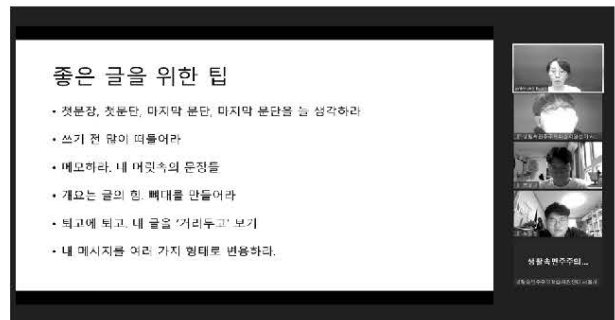 좋은 글을 위한 팁
• 첫문장, 첫문단, 마지막 문단, 마지막 문단을 늘 생각하라
• 쓰기 전 많이 떠들어라
• 메모하라. 내 머릿속의 문장들
• 개요는 글의 힘. 뼈대를 만들어라
• 퇴고에 퇴고. 내 글을 '거리두고' 보기
• 내 메시지를 여러 가지 형태로 변용하라.
생활속민주주의...